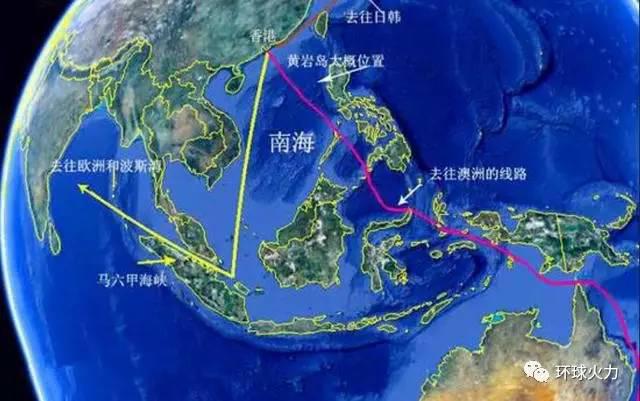 去往日韩
香港
黄岩岛大概位置
南海
去往欧洲和波斯湾
去往澳洲的线路
马六甲海峡
环球火力